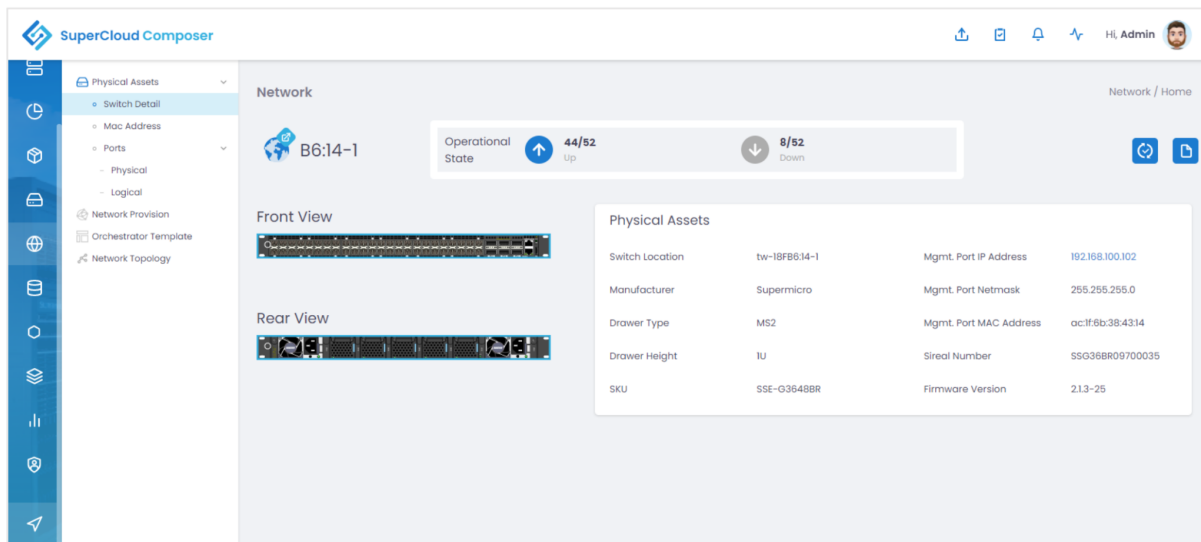 SuperCloud Composer
Hi, Admin
Physical Assets
Switch Detail
Mac Address
Ports
Physical
Logical
Network Provision
Orchestrator Template
Network Topology
Network
Network / Home
B6:14-1
Operational State
44/52
Up
8/52
Down
Front View
Rear View
Physical Assets
Switch Location tw-18FB6:14-1 Mgmt. Port IP Address 192.168.100.102
Manufacturer Supermicro Mgmt. Port Netmask 255.255.255.0
Drawer Type MS2 Mgmt. Port MAC Address ac:1f:6b:38:43:14
Drawer Height 1U Sireal Number SSG36BR09700035
SKU SSE-G3648BR Firmware Version 2.1.3-25